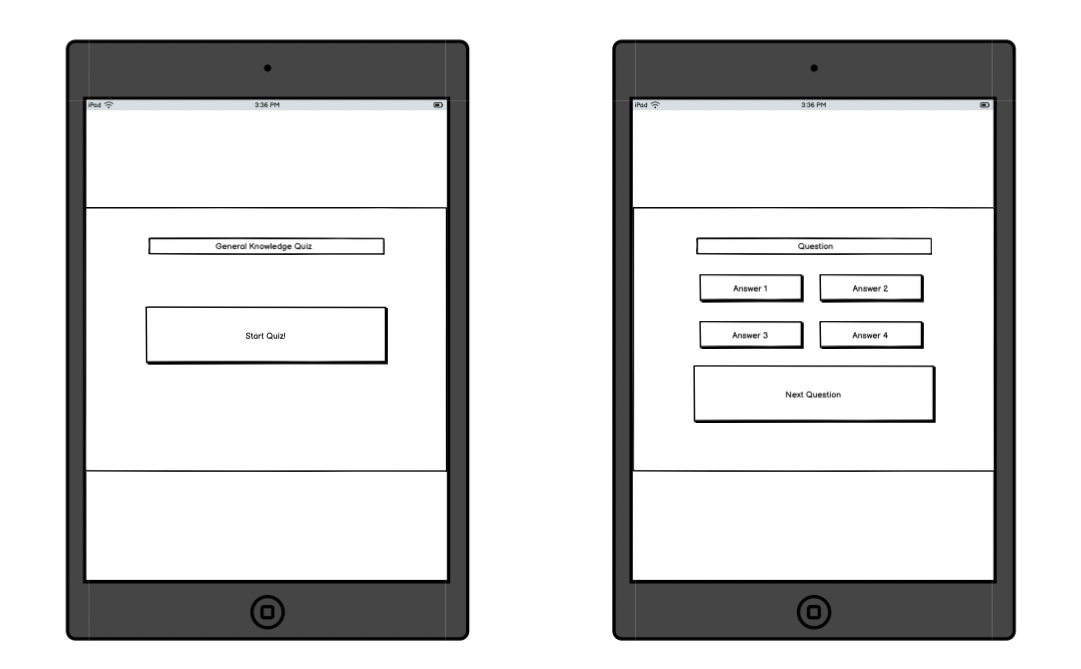 iPad 3:36 PM
General Knowledge Quiz
Start Quiz!
iPad 3:36 PM
Question
Answer 1 Answer 2
Answer 3 Answer 4
Next Question